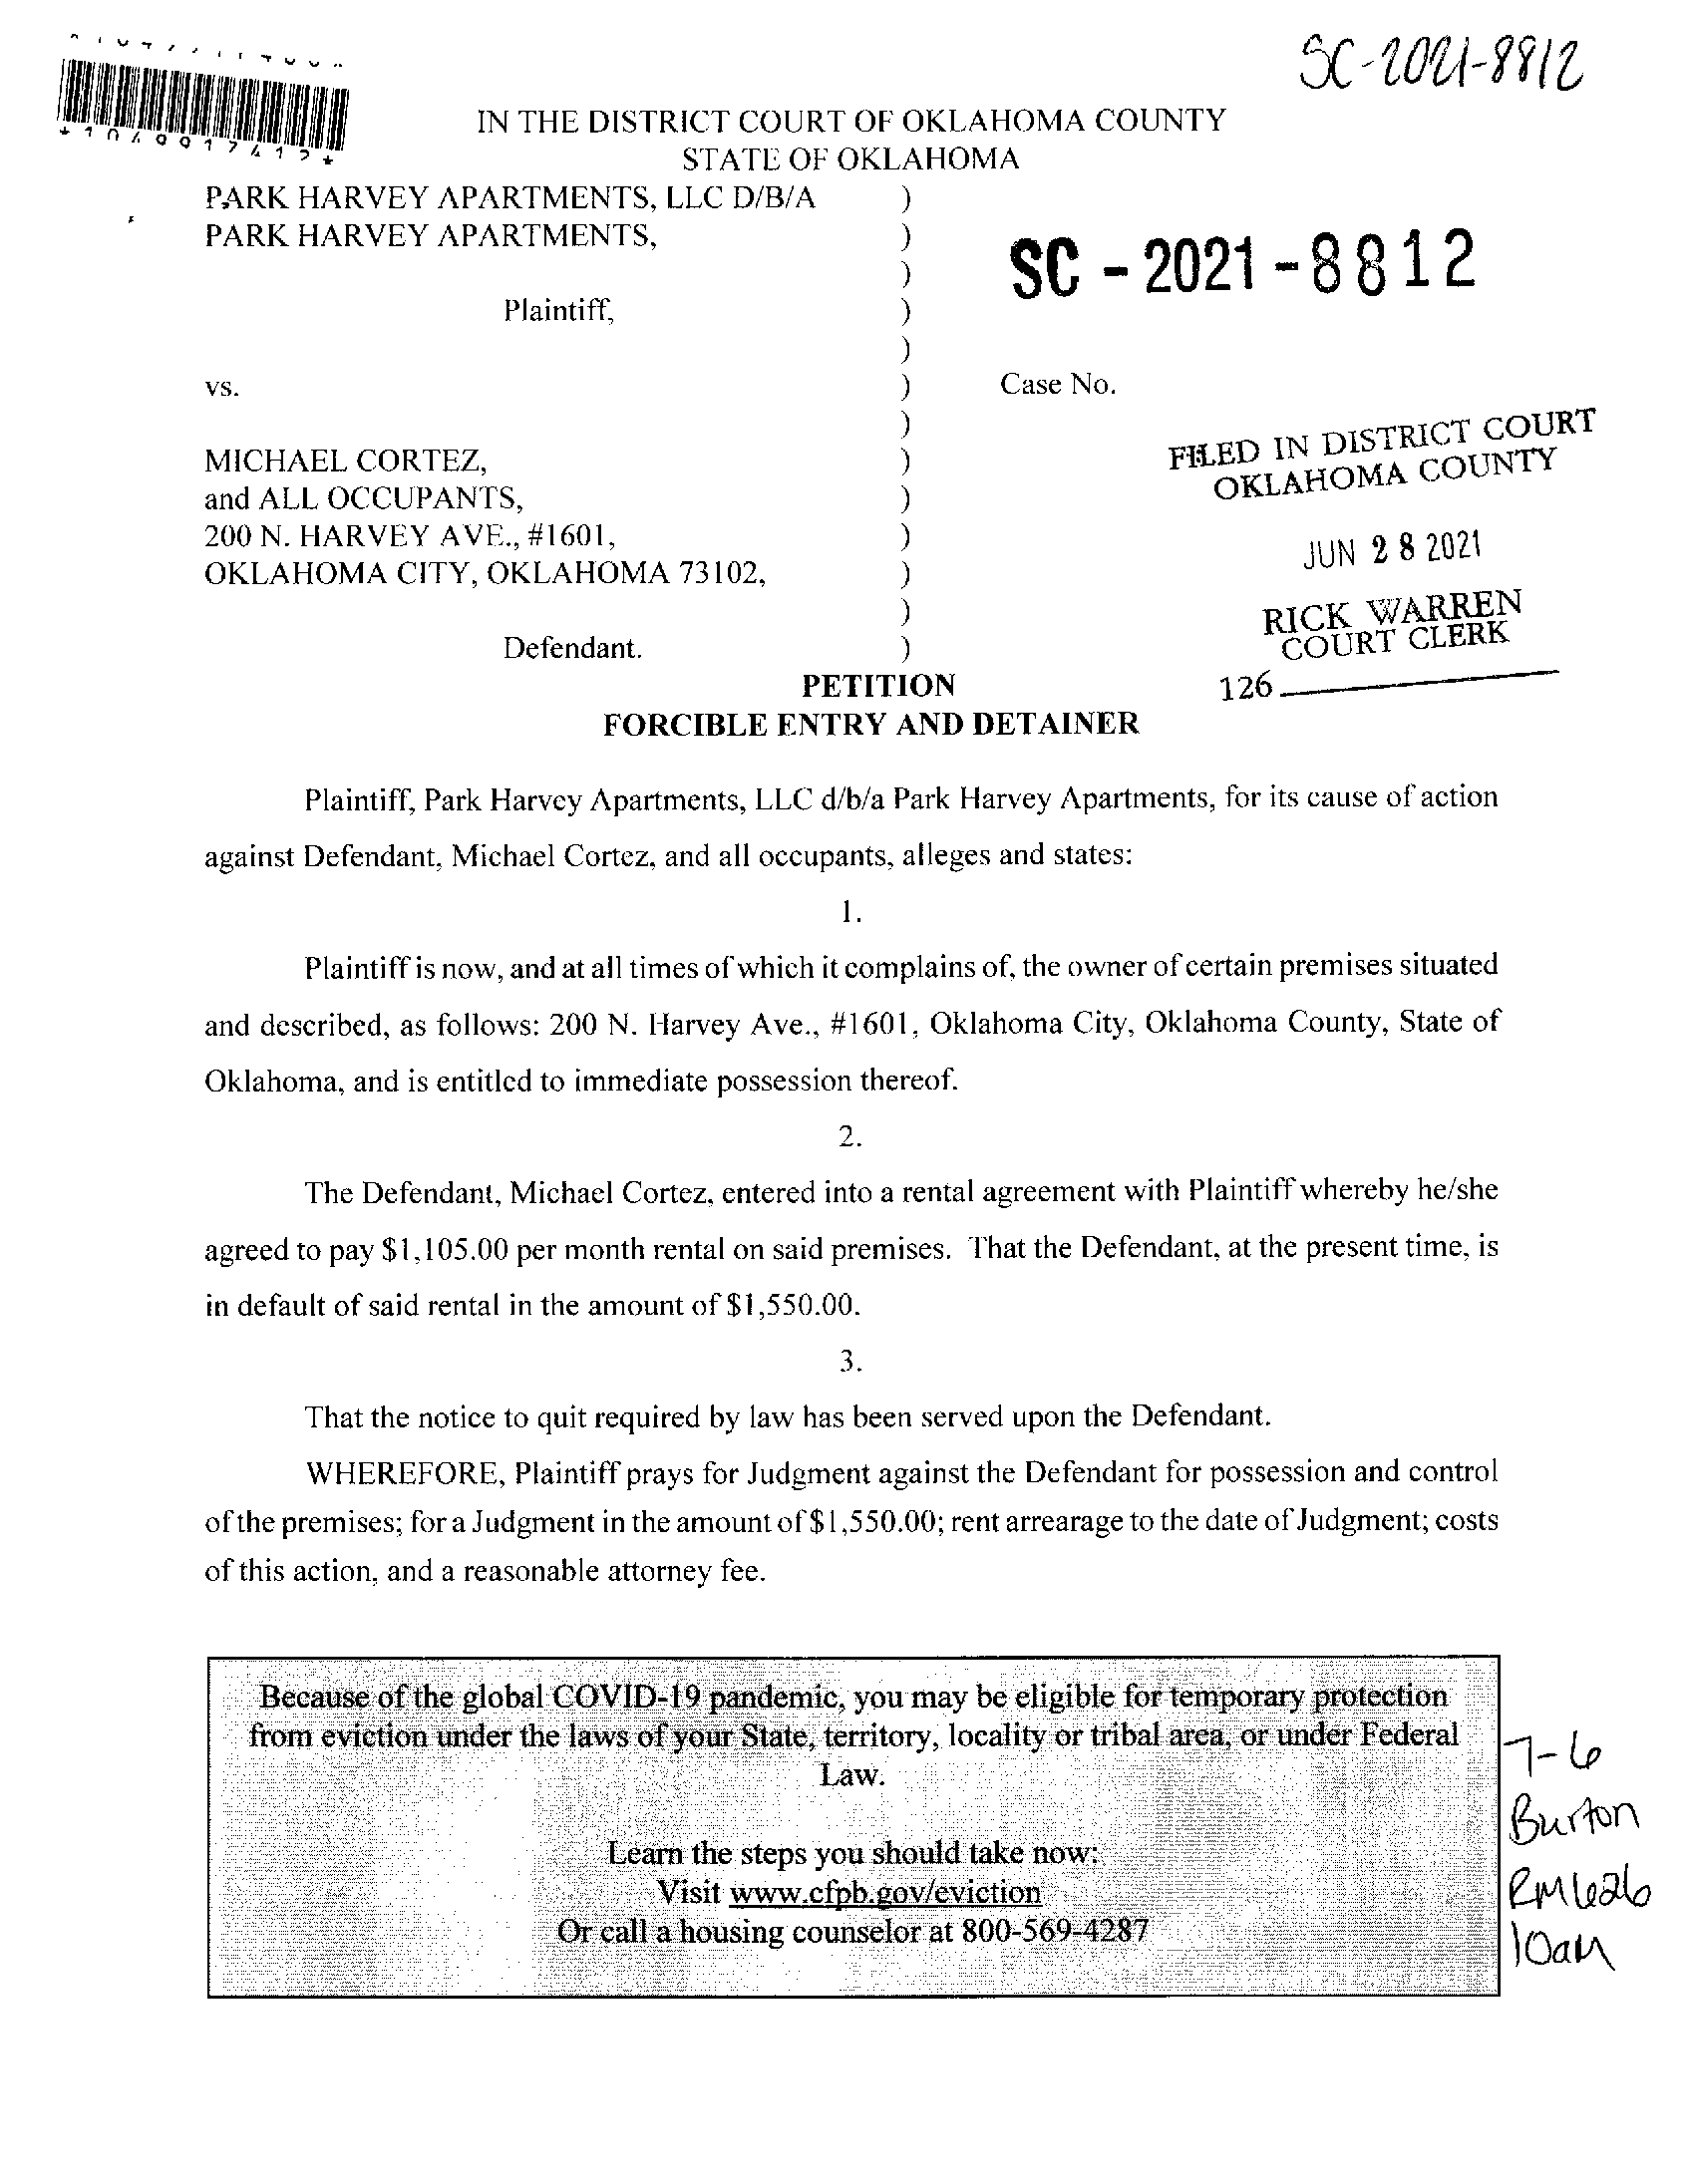 SC-2021-8812
IN THE DISTRICT COURT OF OKLAHOMA COUNTY
STATE OF OKLAHOMA
PARK HARVEY APARTMENTS, LLC D/B/A )
PARK HARVEY APARTMENTS, )
)
SC - 2021 - 8812
Plaintiff, )
)
vs. ) Case No.
)
MICHAEL CORTEZ, )
and ALL OCCUPANTS, )
200 N. HARVEY AVE., #1601, )
OKLAHOMA CITY, OKLAHOMA 73102, )
)
Defendant. )
FILED IN DISTRICT COURT
OKLAHOMA COUNTY
JUN 28 2021
RICK WARREN
COURT CLERK
126
PETITION
FORCIBLE ENTRY AND DETAINER
Plaintiff, Park Harvey Apartments, LLC d/b/a Park Harvey Apartments, for its cause of action
against Defendant, Michael Cortez, and all occupants, alleges and states:
1.
Plaintiff is now, and at all times of which it complains of, the owner of certain premises situated
and described, as follows: 200 N. Harvey Ave., #1601, Oklahoma City, Oklahoma County, State of
Oklahoma, and is entitled to immediate possession thereof.
2.
The Defendant, Michael Cortez, entered into a rental agreement with Plaintiff whereby he/she
agreed to pay $1,105.00 per month rental on said premises. That the Defendant, at the present time, is
in default of said rental in the amount of $1,550.00.
3.
That the notice to quit required by law has been served upon the Defendant.
WHEREFORE, Plaintiff prays for Judgment against the Defendant for possession and control
of the premises; for a Judgment in the amount of $1,550.00; rent arrearage to the date of Judgment; costs
of this action, and a reasonable attorney fee.
Because of the global COVID-19 pandemic, you may be eligible for temporary protection
from eviction under the laws of your State, territory, locality or tribal area, or under Federal
Law.
Learn the steps you should take now:
Visit www.cfpb.gov/eviction
Or call a housing counselor at 800-569-4287
7-6
Burton
RM626
10am